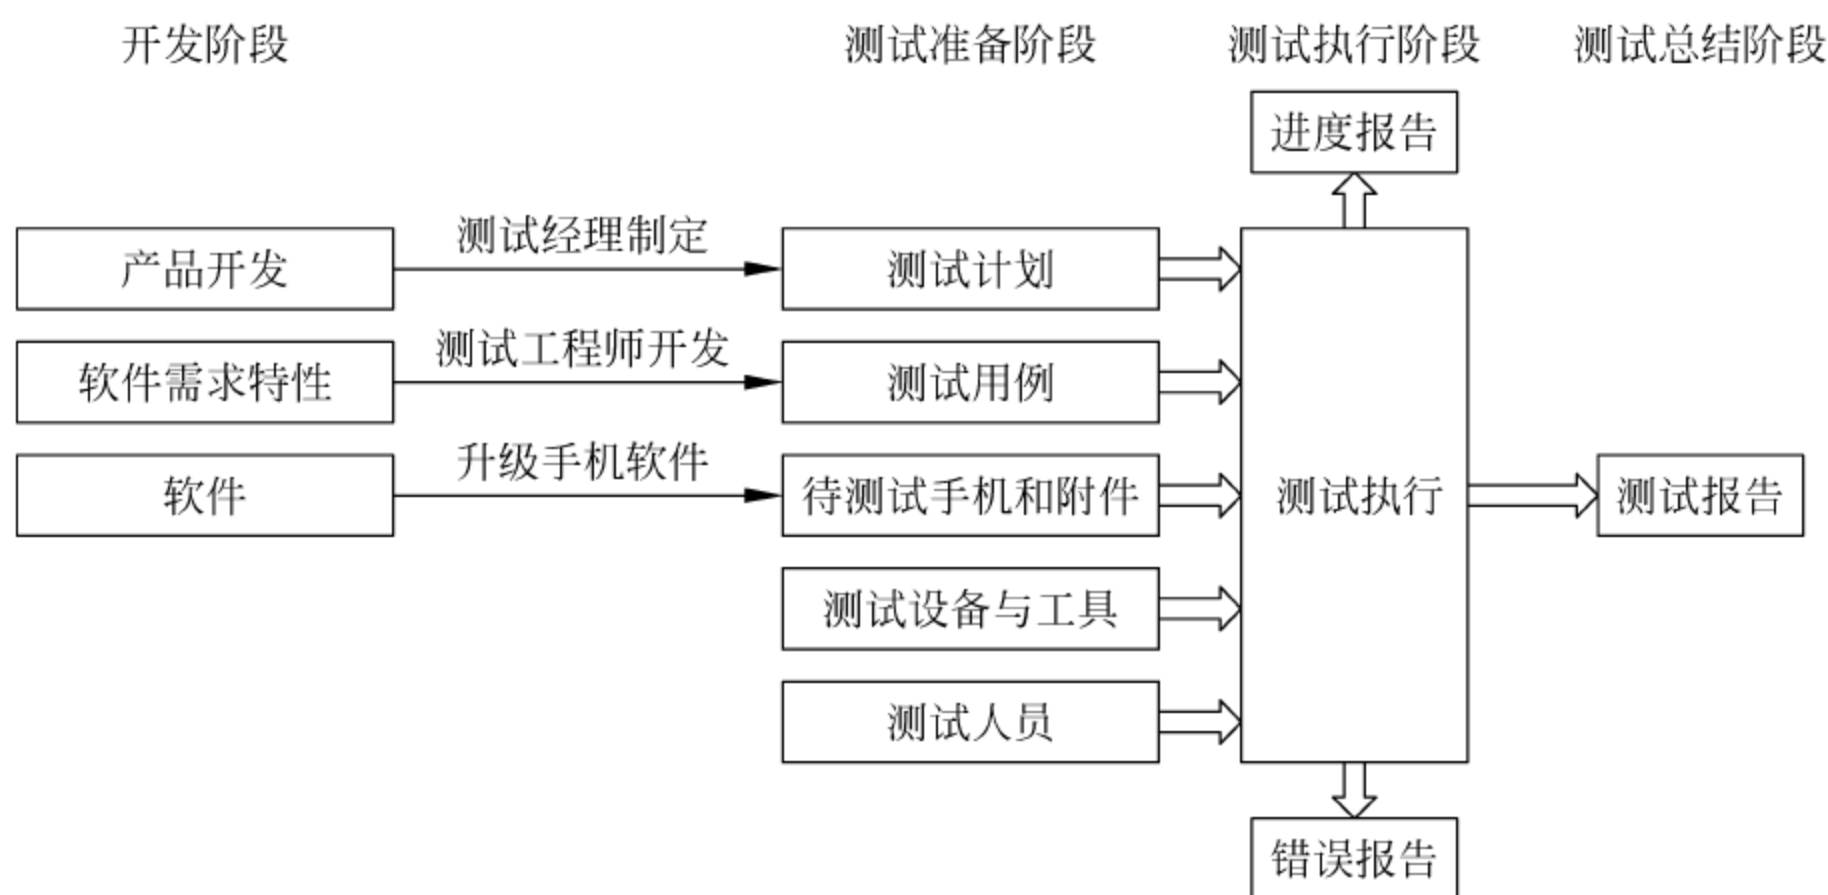 开发阶段
测试准备阶段
测试执行阶段
测试总结阶段
进度报告
产品开发
测试经理制定
测试计划
软件需求特性
测试工程师开发
测试用例
软件
升级手机软件
待测试手机和附件
测试执行
测试报告
测试设备与工具
测试人员
错误报告